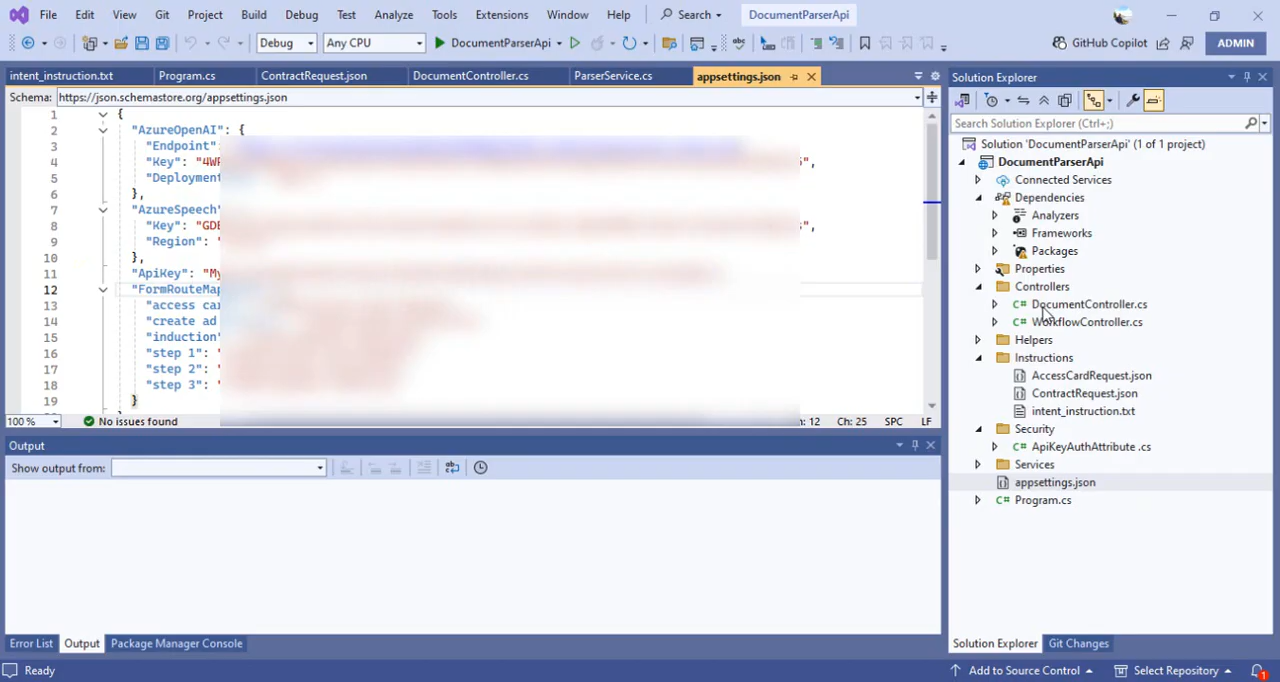 File Edit View Git Project Build Debug Test Analyze Tools Extensions Window Help Search DocumentParserApi
Debug Any CPU DocumentParserApi GitHub Copilot ADMIN
intent_instruction.txt Program.cs ContractRequest.json DocumentController.cs ParserService.cs appsettings.json
Schema: https://json.schemastore.org/appsettings.json
1 {
2 "AzureOpenAI": {
3 "Endpoint":
4 "Key": ",
5 "Deployment
6 },
7 "AzureSpeech"
8 "Key": ",
9 "Region": "
10 },
11 "ApiKey": "My
12 "FormRouteMap
13 "access car
14 "create ad
15 "induction"
16 "step 1": "
17 "step 2": "
18 "step 3": "
19 }
100 % No issues found : 12 Ch: 25 SPC LF
Output
Show output from:
Error List Output Package Manager Console
Solution Explorer
Search Solution Explorer (Ctrl+;)
Solution 'DocumentParserApi' (1 of 1 project)
DocumentParserApi
Connected Services
Dependencies
Analyzers
Frameworks
Packages
Properties
Controllers
DocumentController.cs
WorkflowController.cs
Helpers
Instructions
AccessCardRequest.json
ContractRequest.json
intent_instruction.txt
Security
ApiKeyAuthAttribute .cs
Services
appsettings.json
Program.cs
Solution Explorer Git Changes
Ready Add to Source Control Select Repository 1